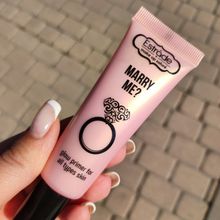 Estrade
MARRY
ME?
glow primer for
all types skin